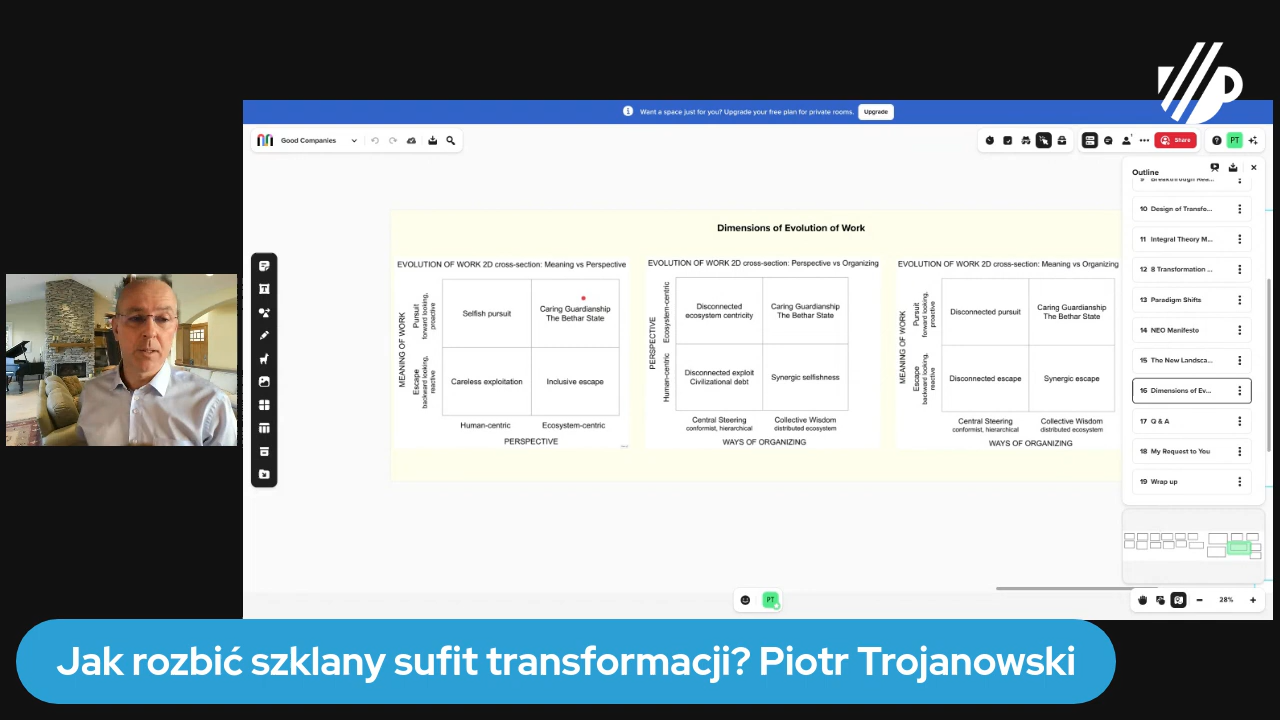 Want a space just for you? Upgrade your free plan for private rooms.
Upgrade
Good Companies
Share
PT
Outline
10 Design of Transfo...
11 Integral Theory M...
12 8 Transformation ...
13 Paradigm Shifts
14 NEO Manifesto
15 The New Landsca...
16 Dimensions of Ev...
17 Q & A
18 My Request to You
19 Wrap up
Dimensions of Evolution of Work
EVOLUTION OF WORK 2D cross-section: Meaning vs Perspective
MEANING OF WORK
Pursuit
forward looking,
proactive
Escape
backward looking,
reactive
Selfish pursuit
Caring Guardianship
The Bethar State
Careless exploitation
Inclusive escape
Human-centric
Ecosystem-centric
PERSPECTIVE
EVOLUTION OF WORK 2D cross-section: Perspective vs Organizing
PERSPECTIVE
Ecosystem-centric
Human-centric
Disconnected
ecosystem centricity
Caring Guardianship
The Bethar State
Disconnected exploit
Civilizational debt
Synergic selfishness
Central Steering
conformist, hierarchical
Collective Wisdom
distributed ecosystem
WAYS OF ORGANIZING
EVOLUTION OF WORK 2D cross-section: Meaning vs Organizing
MEANING OF WORK
Pursuit
forward looking,
proactive
Escape
backward looking,
reactive
Disconnected pursuit
Caring Guardianship
The Bethar State
Disconnected escape
Synergic escape
Central Steering
conformist, hierarchical
Collective Wisdom
distributed ecosystem
WAYS OF ORGANIZING
PT
28%
Jak rozbić szklany sufit transformacji? Piotr Trojanowski